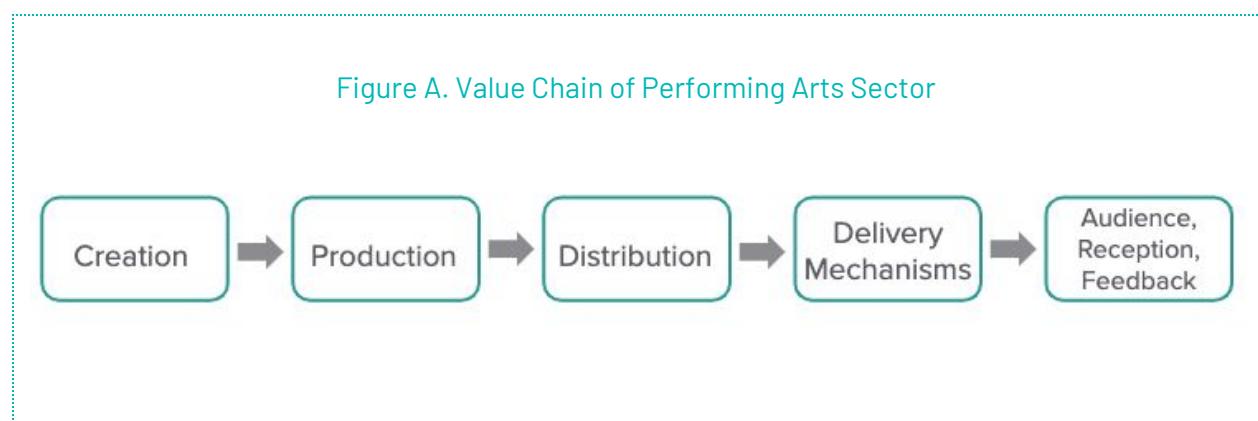 Figure A. Value Chain of Performing Arts Sector
Creation
Production
Distribution
Delivery
Mechanisms
Audience,
Reception,
Feedback